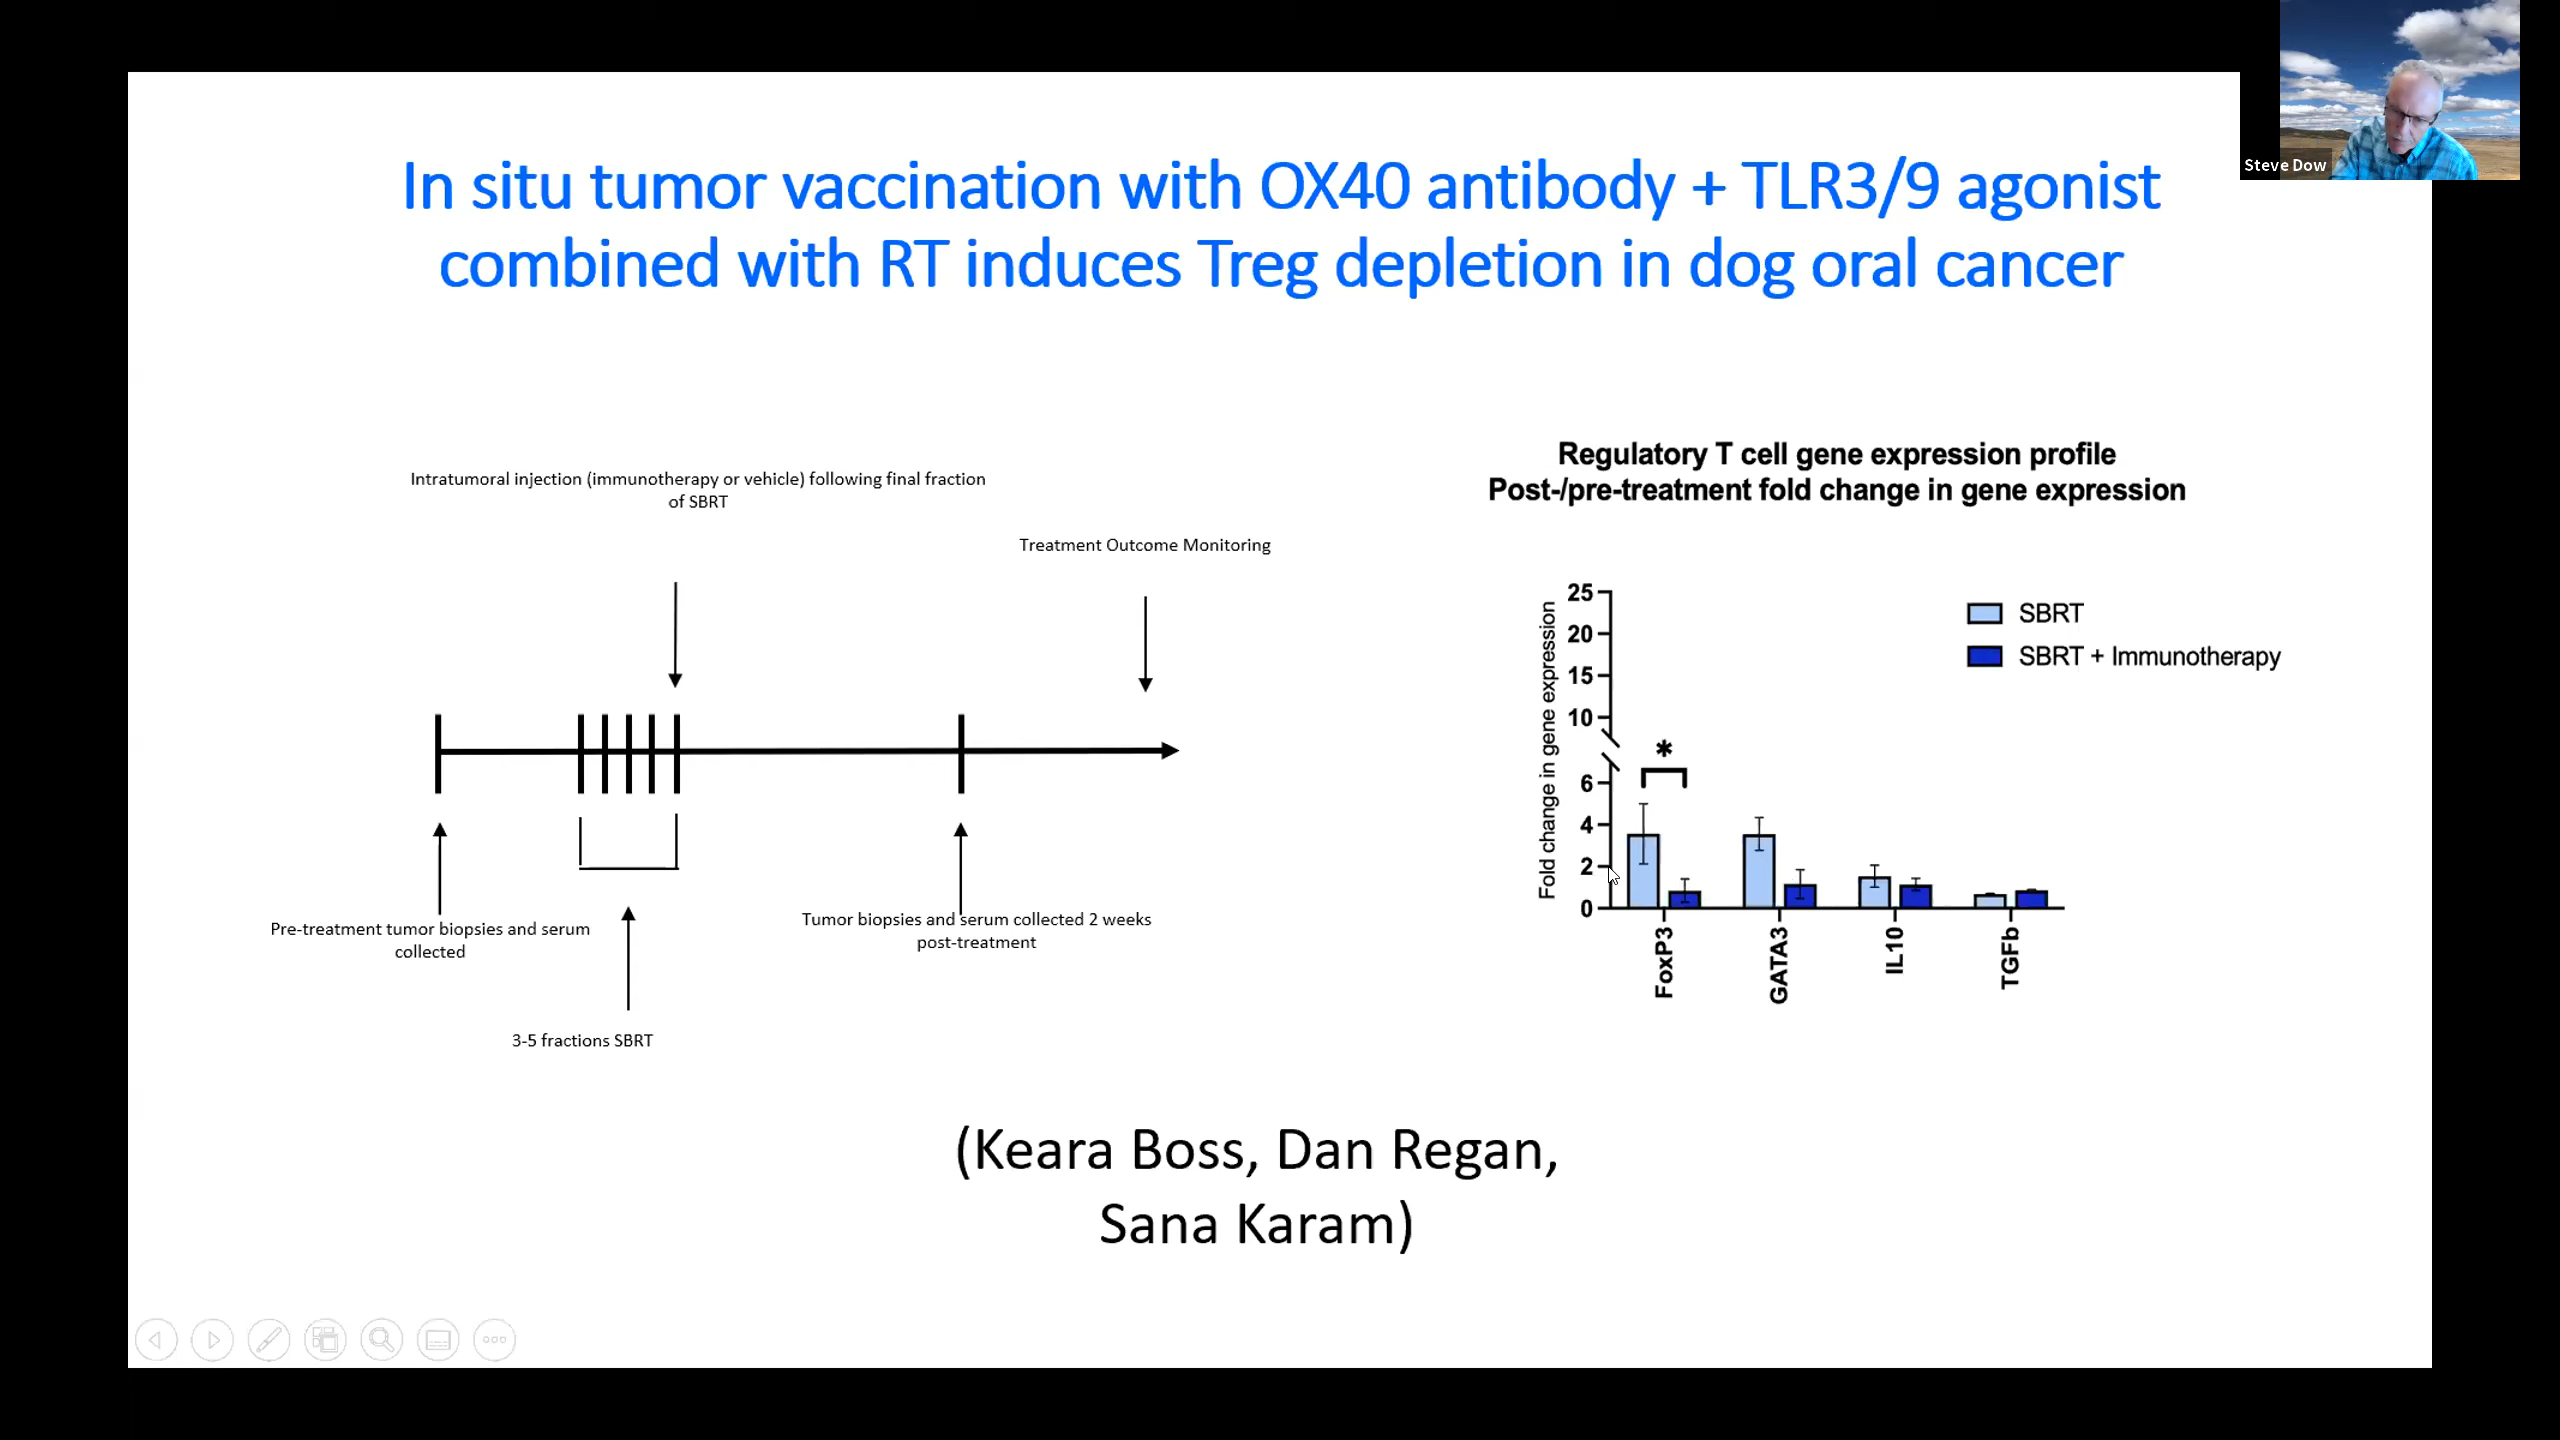 Steve Dow
In situ tumor vaccination with OX40 antibody + TLR3/9 agonist
combined with RT induces Treg depletion in dog oral cancer
Intratumoral injection (immunotherapy or vehicle) following final fraction
of SBRT
Treatment Outcome Monitoring
Pre-treatment tumor biopsies and serum
collected
3-5 fractions SBRT
Tumor biopsies and serum collected 2 weeks
post-treatment
Regulatory T cell gene expression profile
Post-/pre-treatment fold change in gene expression
Fold change in gene expression
25
20
15
10
6
4
2
0
*
SBRT
SBRT + Immunotherapy
FoxP3
GATA3
IL10
TGFb
(Keara Boss, Dan Regan,
Sana Karam)